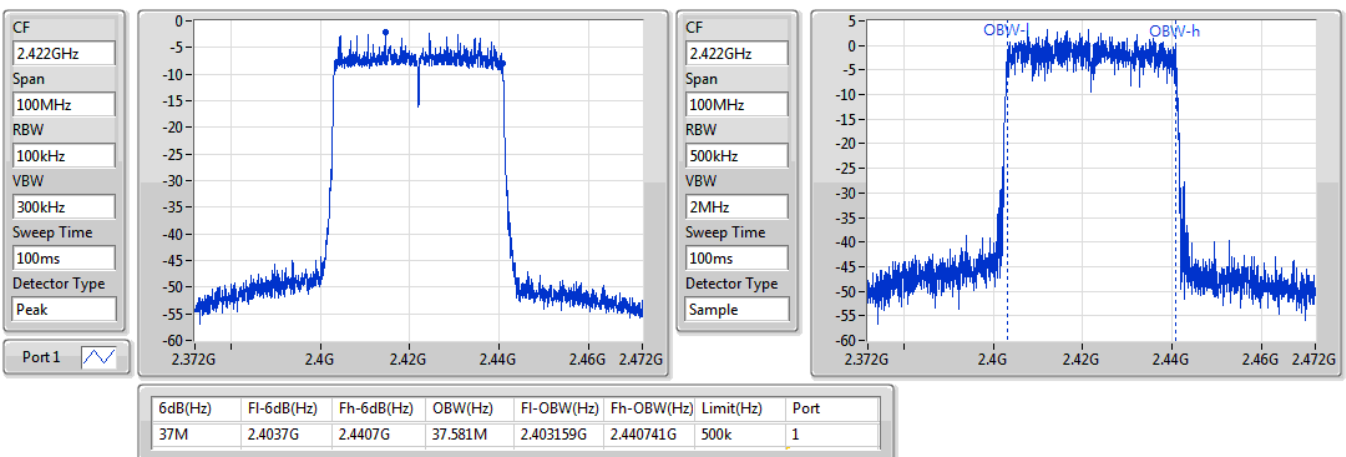 CF
2.422GHz
Span
100MHz
RBW
100kHz
VBW
300kHz
Sweep Time
100ms
Detector Type
Peak
Port 1
0
-5
-10
-15
-20
-25
-30
-35
-40
-45
-50
-55
-60
2.372G 2.4G 2.42G 2.44G 2.46G 2.472G
CF
2.422GHz
Span
100MHz
RBW
500kHz
VBW
2MHz
Sweep Time
100ms
Detector Type
Sample
OBW-l OBW-h
5
0
-5
-10
-15
-20
-25
-30
-35
-40
-45
-50
-55
-60
2.372G 2.4G 2.42G 2.44G 2.46G 2.472G
6dB(Hz) Fl-6dB(Hz) Fh-6dB(Hz) OBW(Hz) Fl-OBW(Hz) Fh-OBW(Hz) Limit(Hz) Port
37M 2.4037G 2.4407G 37.581M 2.403159G 2.440741G 500k 1